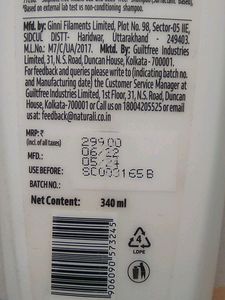 Based on external lab test vs non-conditioning shampoo.
Mfg. by: Ginni Filaments Limited, Plot No. 98, Sector-05 IIE,
SIDCUL DISTT- Haridwar, Uttarakhand - 249403.
M.L.No.: M7/C/UA/2017. Mktd. By: Guiltfree Industries
Limited, 31, N.S. Road, Duncan House, Kolkata-700001.
For feedback and queries please write to (indicating batch no.
and Manufacturing date) the Customer Service Manager at
Guiltfree Industries Limited, 1st Floor, 31, N.S. Road, Duncan
House, Kolkata-700001 or Call us on 18004205525 or email
us at: feedback@naturali.co.in
MRP: ₹
(Incl. of all taxes)
299.00
MFD.:
06/22
USE BEFORE:
05/24
BATCH NO.:
SC000165B
Net Content: 340 ml
4
LDPE